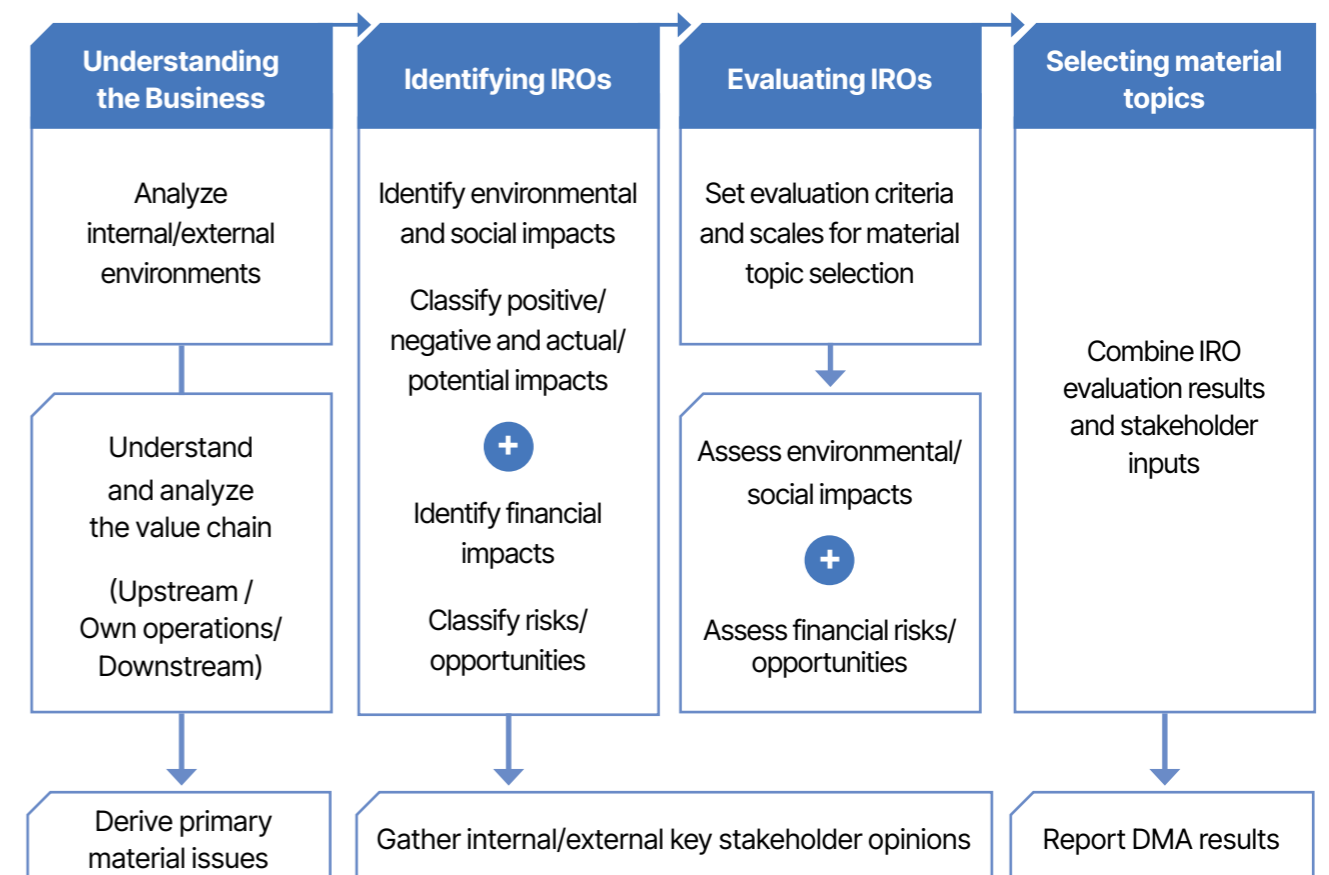 Understanding
the Business
Analyze
internal/external
environments
Understand
and analyze
the value chain
(Upstream /
Own operations/
Downstream)
Derive primary
material issues
Identifying IROs
Identify environmental
and social impacts
Classify positive/
negative and actual/
potential impacts
+
Identify financial
impacts
Classify risks/
opportunities
Gather internal/external key stakeholder opinions
Evaluating IROs
Set evaluation criteria
and scales for material
topic selection
Assess environmental/
social impacts
+
Assess financial risks/
opportunities
Selecting material
topics
Combine IRO
evaluation results
and stakeholder
inputs
Report DMA results